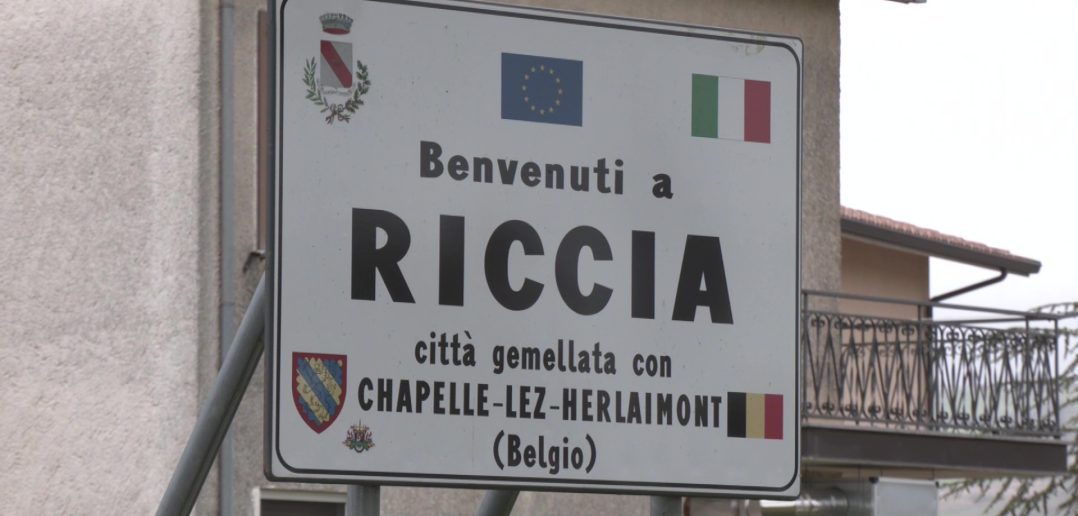 Benvenuti a
RICCIA
città gemellata con
CHAPELLE-LEZ-HERLAIMONT
(Belgio)